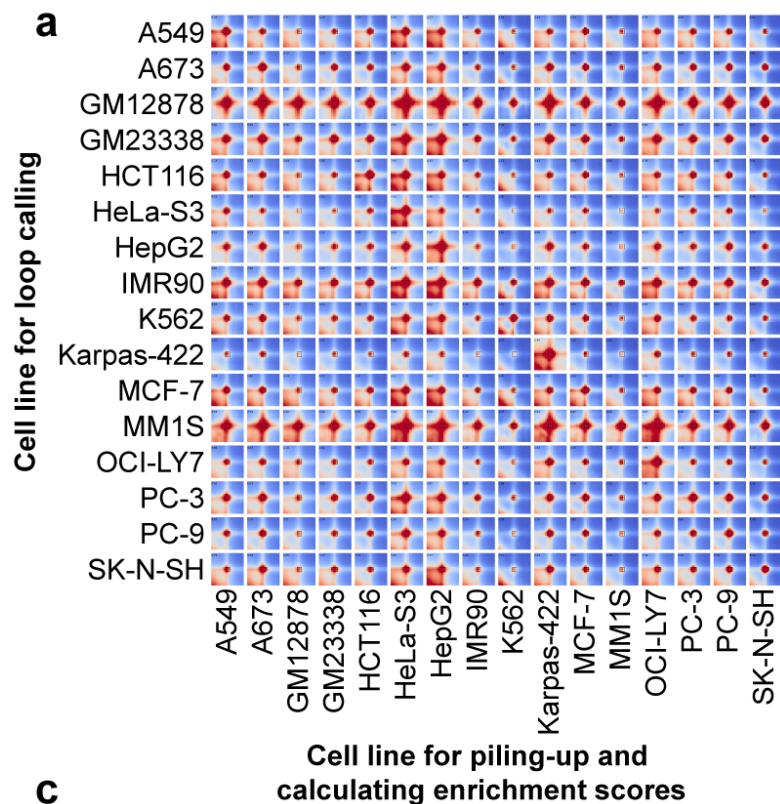 a
Cell line for loop calling
A549
A673
GM12878
GM23338
HCT116
HeLa-S3
HepG2
IMR90
K562
Karpas-422
MCF-7
MM1S
OCI-LY7
PC-3
PC-9
SK-N-SH
A549
A673
GM12878
GM23338
HCT116
HeLa-S3
HepG2
IMR90
K562
Karpas-422
MCF-7
MM1S
OCI-LY7
PC-3
PC-9
SK-N-SH
Cell line for piling-up and
calculating enrichment scores
c